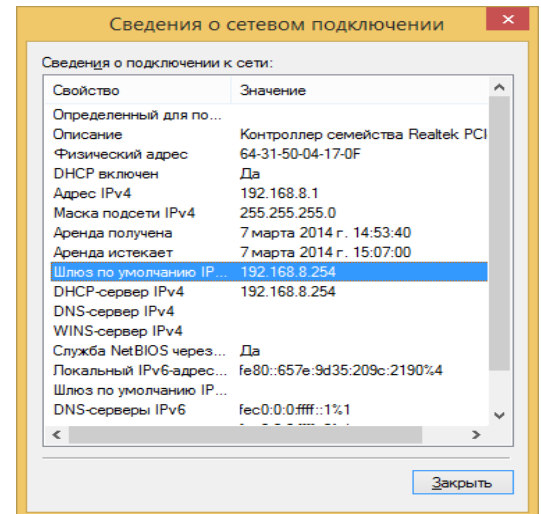 Сведения о сетевом подключении
Сведения о подключении к сети:
Свойство Значение
Определенный для по...
Описание Контроллер семейства Realtek PCI
Физический адрес 64-31-50-04-17-0F
DHCP включен Да
Адрес IPv4 192.168.8.1
Маска подсети IPv4 255.255.255.0
Аренда получена 7 марта 2014 г. 14:53:40
Аренда истекает 7 марта 2014 г. 15:07:00
Шлюз по умолчанию IP... 192.168.8.254
DHCP-сервер IPv4 192.168.8.254
DNS-сервер IPv4
WINS-сервер IPv4
Служба NetBIOS через... Да
Локальный IPv6-адрес... fe80::657e:9d35:209c:2190%4
Шлюз по умолчанию IP...
DNS-серверы IPv6 fec0:0:0:ffff::1%1
Закрыть